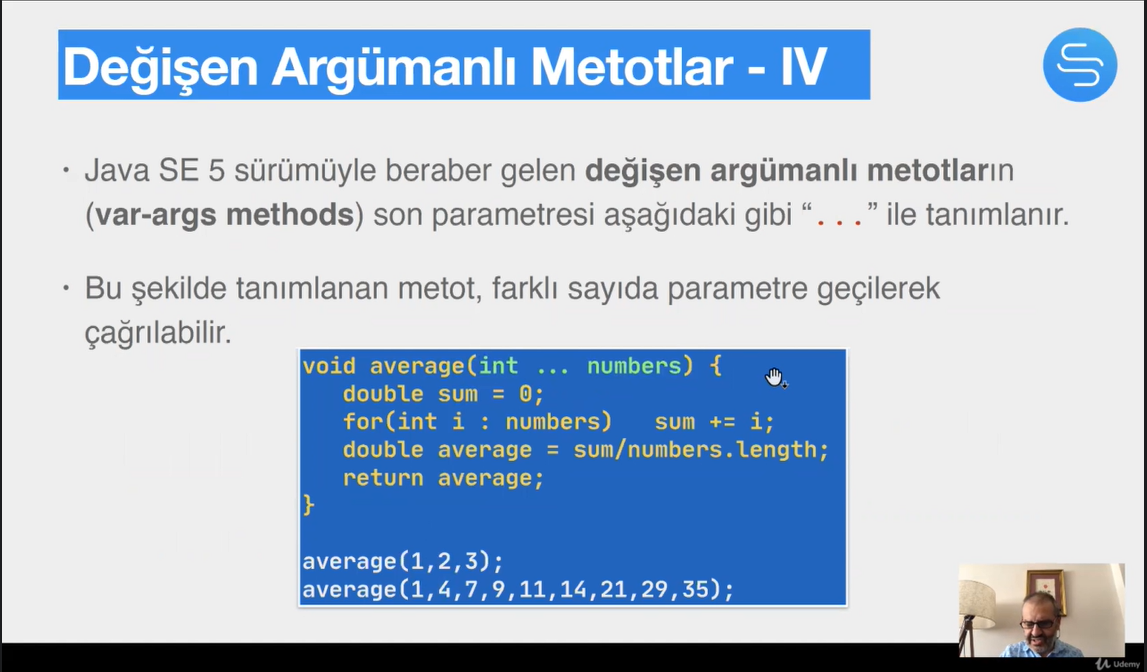 Değişen Argümanlı Metotlar - IV
• Java SE 5 sürümüyle beraber gelen değişen argümanlı metotların
(var-args methods) son parametresi aşağıdaki gibi “...” ile tanımlanır.
• Bu şekilde tanımlanan metot, farklı sayıda parametre geçilerek
çağrılabilir.
void average(int ... numbers) {
double sum = 0;
for(int i : numbers) sum += i;
double average = sum/numbers.length;
return average;
}
average(1,2,3);
average(1,4,7,9,11,14,21,29,35);
Udemy